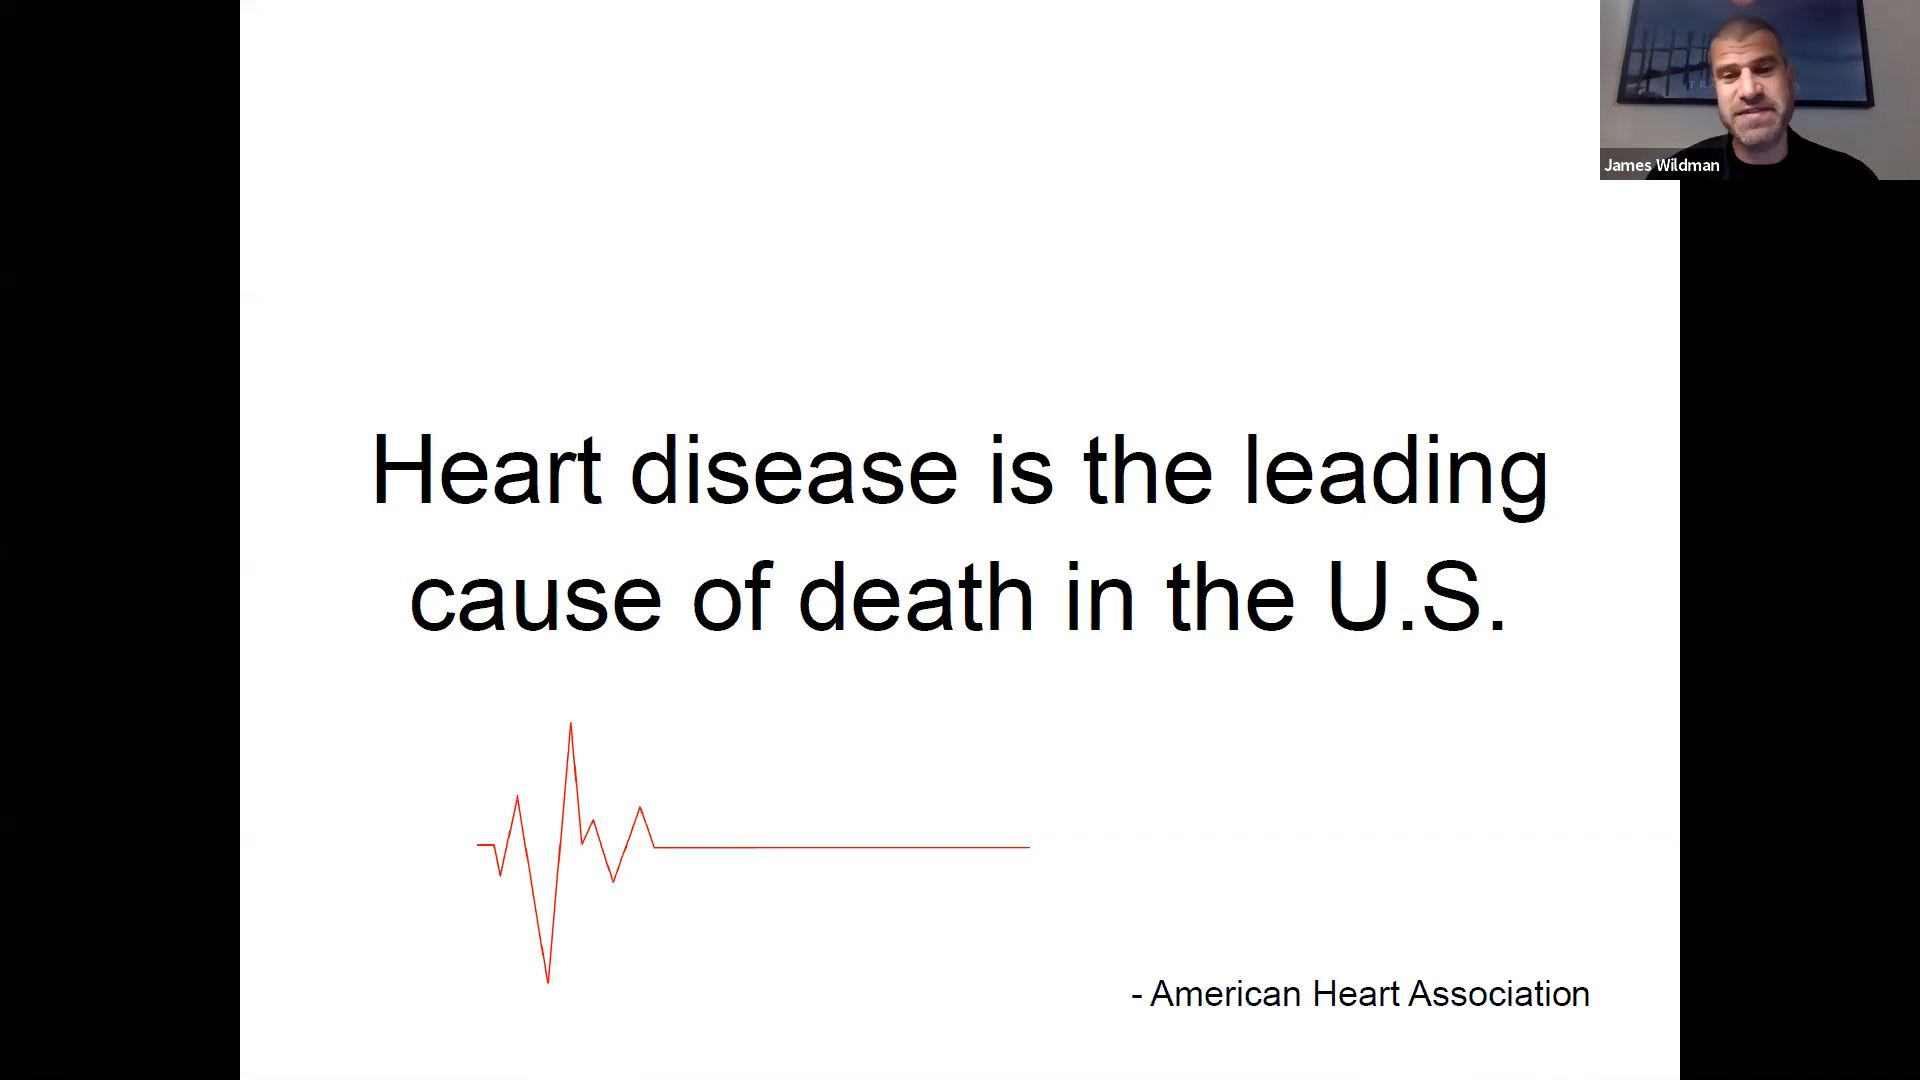 James Wildman
Heart disease is the leading
cause of death in the U.S.
- American Heart Association